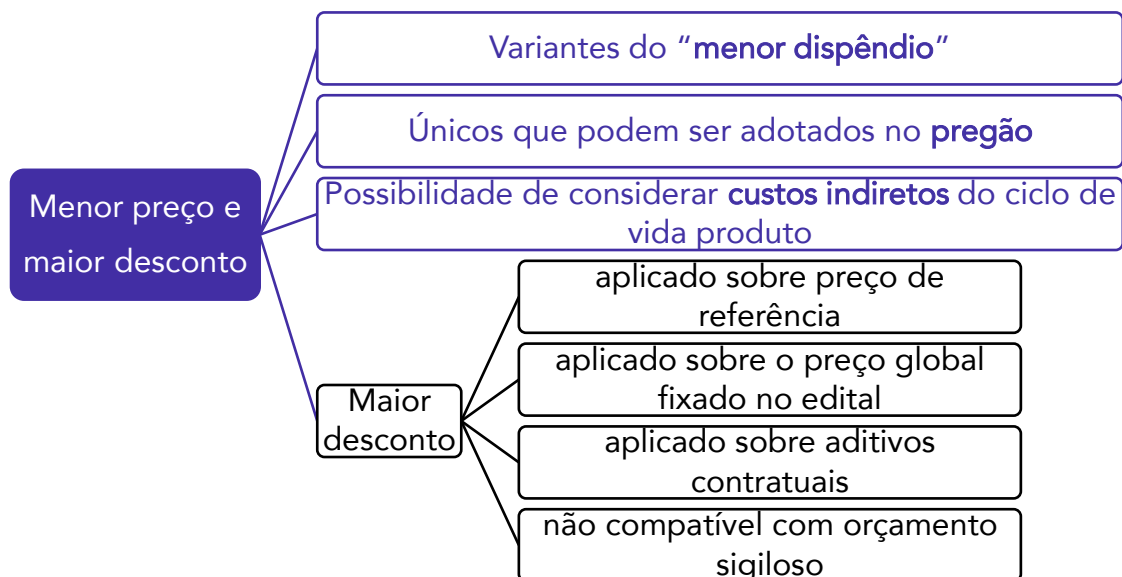 Variantes do “menor dispêndio”
Únicos que podem ser adotados no pregão
Menor preço e
maior desconto
Possibilidade de considerar custos indiretos do ciclo de
vida produto
Maior
desconto
aplicado sobre preço de
referência
aplicado sobre o preço global
fixado no edital
aplicado sobre aditivos
contratuais
não compatível com orçamento
sigiloso